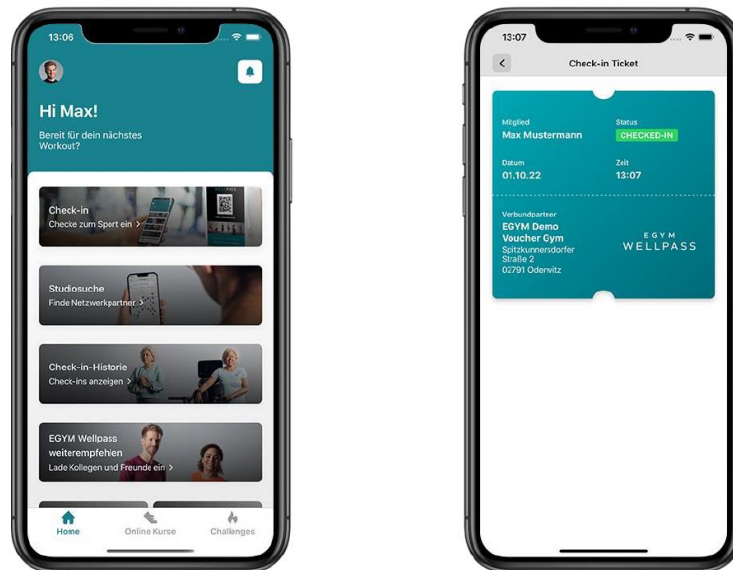 13:06
Hi Max!
Bereit für dein nächstes
Workout?
Check-in
Checke zum Sport ein >
Studiosuche
Finde Netzwerkpartner >
Check-in-Historie
Check-ins anzeigen >
EGYM Wellpass
weiterempfehlen
Lade Kollegen und Freunde ein >
Home
Online Kurse
Challenges
13:07
Check-in Ticket
Mitglied
Status
Max Mustermann
CHECKED-IN
Datum
Zeit
01.10.22
13:07
Verbundpartner
EGYM Demo
Voucher Gym
Spitzkunnersdorfer
Straße 2
02791 Oderwitz
EGYM
WELLPASS